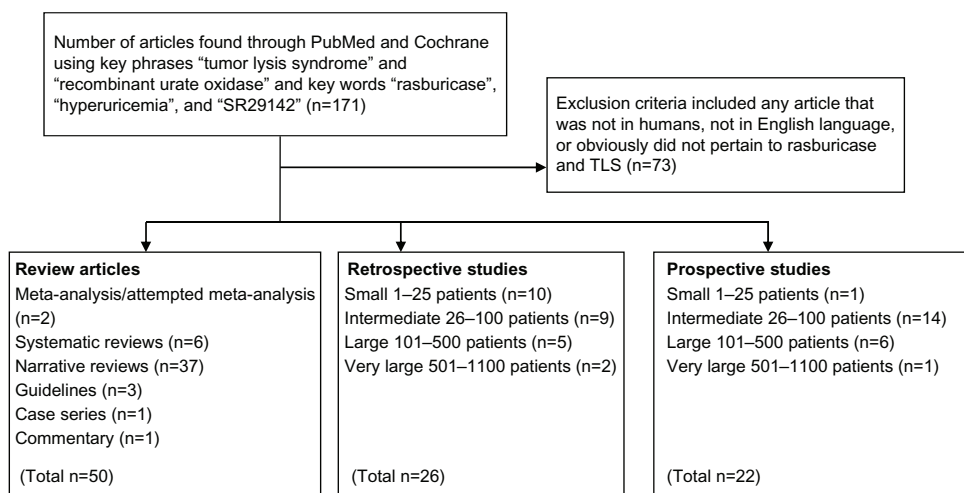 Number of articles found through PubMed and Cochrane
using key phrases “tumor lysis syndrome” and
“recombinant urate oxidase” and key words “rasburicase”,
“hyperuricemia”, and “SR29142” (n=171)
Exclusion criteria included any article that
was not in humans, not in English language,
or obviously did not pertain to rasburicase
and TLS (n=73)
Review articles
Meta-analysis/attempted meta-analysis
(n=2)
Systematic reviews (n=6)
Narrative reviews (n=37)
Guidelines (n=3)
Case series (n=1)
Commentary (n=1)
(Total n=50)
Retrospective studies
Small 1–25 patients (n=10)
Intermediate 26–100 patients (n=9)
Large 101–500 patients (n=5)
Very large 501–1100 patients (n=2)
(Total n=26)
Prospective studies
Small 1–25 patients (n=1)
Intermediate 26–100 patients (n=14)
Large 101–500 patients (n=6)
Very large 501–1100 patients (n=1)
(Total n=22)